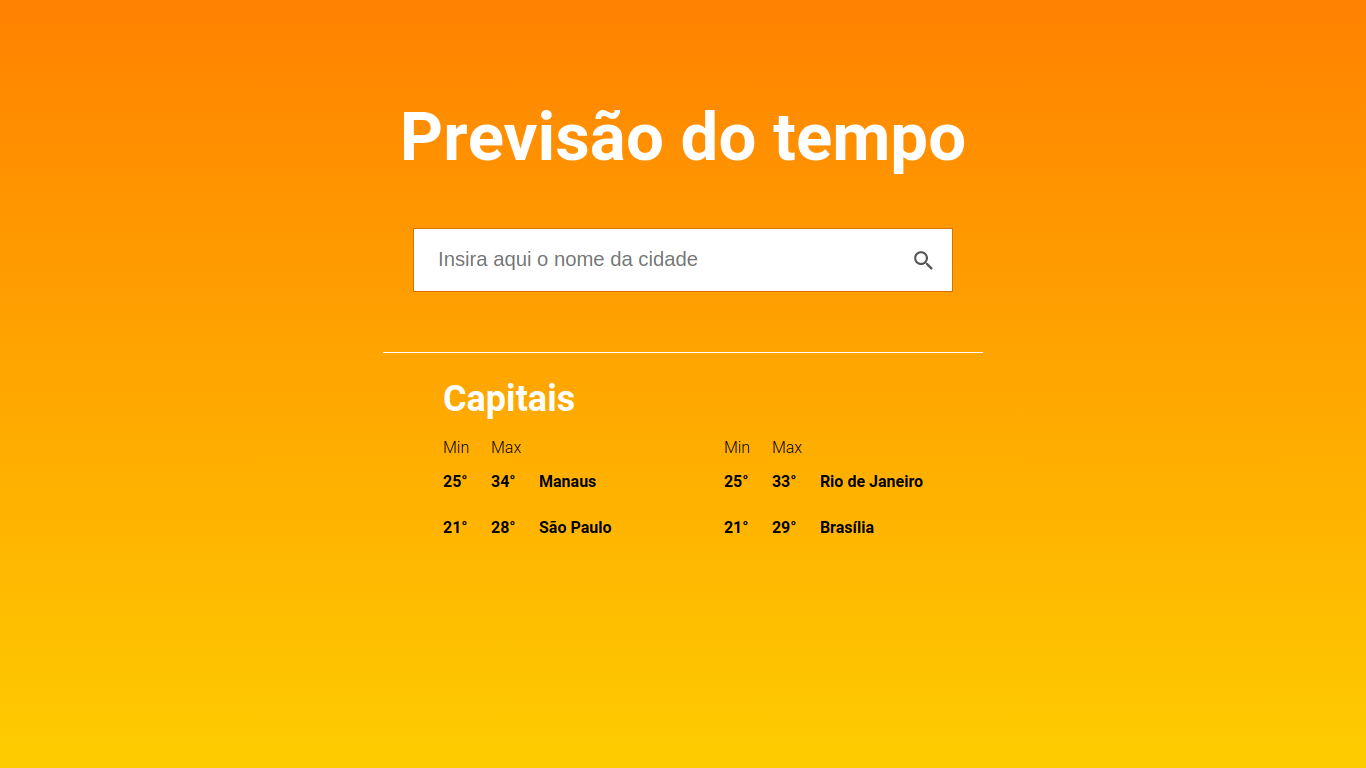 Previsão do tempo
Insira aqui o nome da cidade
Capitais
Min Max Min Max
25° 34° Manaus 25° 33° Rio de Janeiro
21° 28° São Paulo 21° 29° Brasília